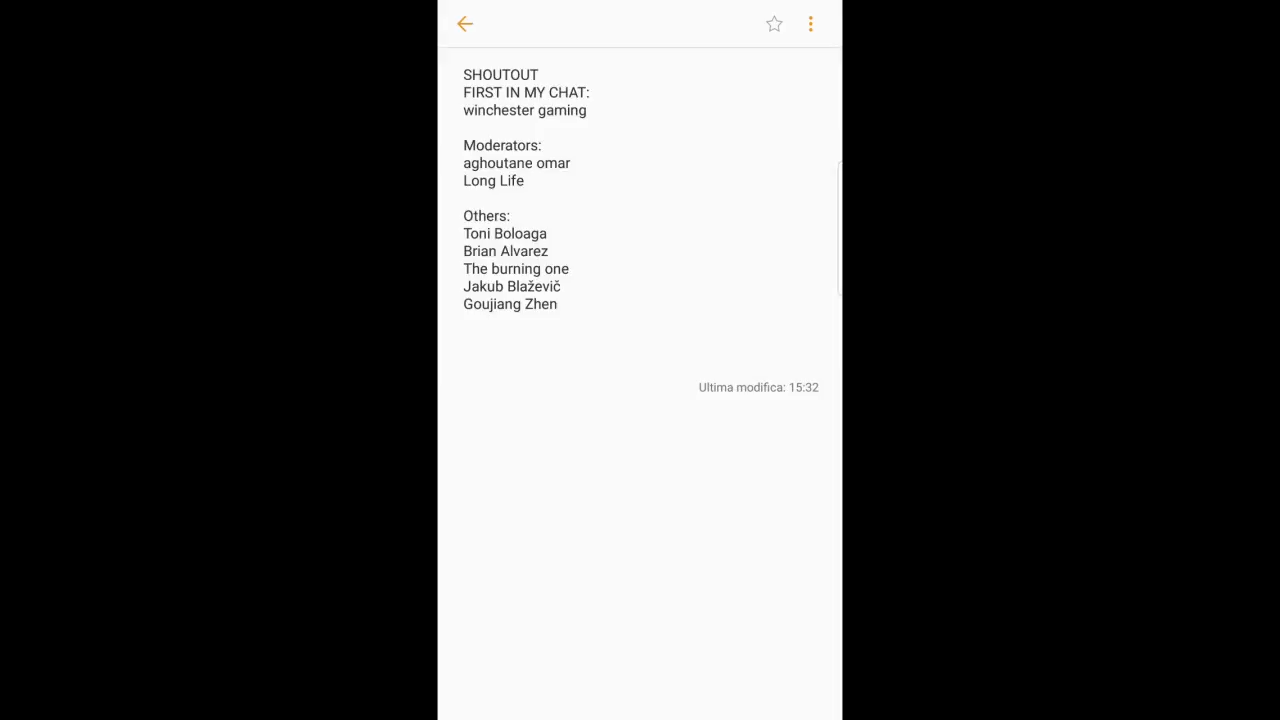 SHOUTOUT
FIRST IN MY CHAT:
winchester gaming
Moderators:
aghoutane omar
Long Life
Others:
Toni Boloaga
Brian Alvarez
The burning one
Jakub Blaževič
Goujiang Zhen
Ultima modifica: 15:32